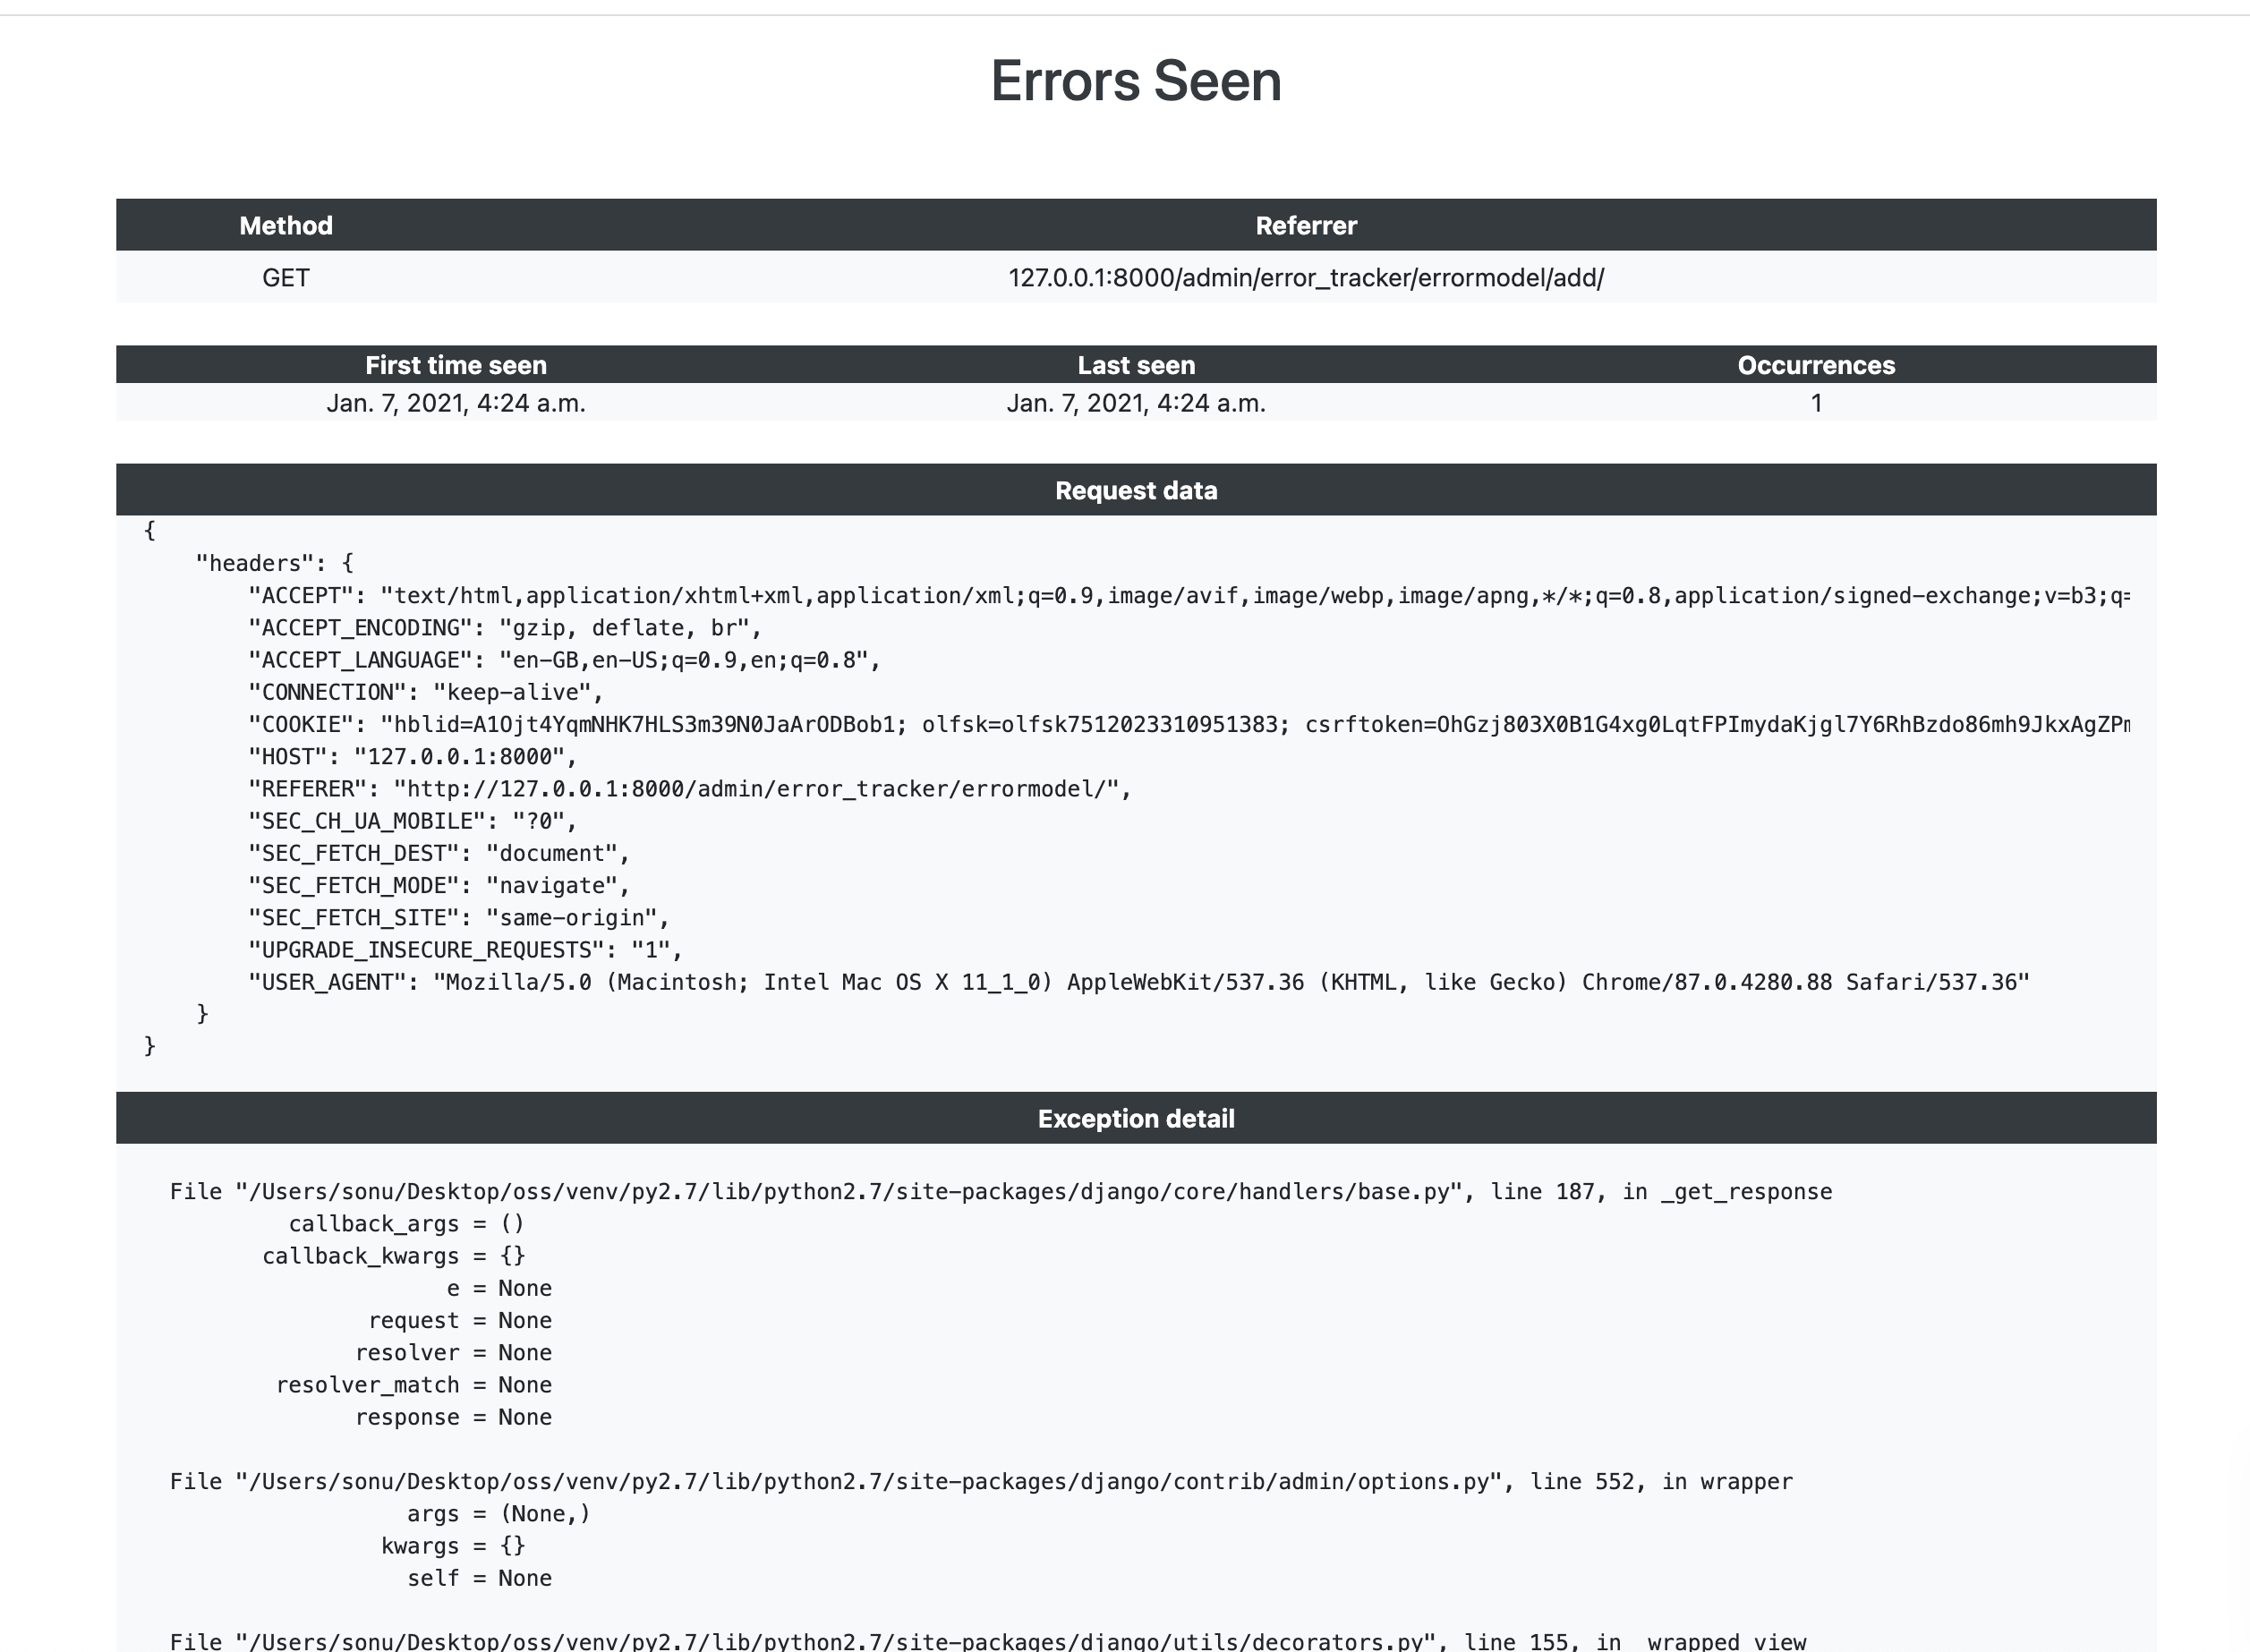 Errors Seen
Method Referrer
GET 127.0.0.1:8000/admin/error_tracker/errormodel/add/
First time seen Last seen Occurrences
Jan. 7, 2021, 4:24 a.m. Jan. 7, 2021, 4:24 a.m. 1
Request data
{
    "headers": {
        "ACCEPT": "text/html,application/xhtml+xml,application/xml;q=0.9,image/avif,image/webp,image/apng,*/*;q=0.8,application/signed-exchange;v=b3;q=
        "ACCEPT_ENCODING": "gzip, deflate, br",
        "ACCEPT_LANGUAGE": "en-GB,en-US;q=0.9,en;q=0.8",
        "CONNECTION": "keep-alive",
        "COOKIE": "hblid=A1Ojt4YqmNHK7HLS3m39N0JaArODBob1; olfsk=olfsk7512023310951383; csrftoken=OhGzj803X0B1G4xg0LqtFPImydaKjgl7Y6RhBzdo86mh9JkxAgZP
        "HOST": "127.0.0.1:8000",
        "REFERER": "http://127.0.0.1:8000/admin/error_tracker/errormodel/",
        "SEC_CH_UA_MOBILE": "?0",
        "SEC_FETCH_DEST": "document",
        "SEC_FETCH_MODE": "navigate",
        "SEC_FETCH_SITE": "same-origin",
        "UPGRADE_INSECURE_REQUESTS": "1",
        "USER_AGENT": "Mozilla/5.0 (Macintosh; Intel Mac OS X 11_1_0) AppleWebKit/537.36 (KHTML, like Gecko) Chrome/87.0.4280.88 Safari/537.36"
    }
}
Exception detail
File "/Users/sonu/Desktop/oss/venv/py2.7/lib/python2.7/site-packages/django/core/handlers/base.py", line 187, in _get_response
         callback_args = ()
       callback_kwargs = {}
                     e = None
               request = None
              resolver = None
        resolver_match = None
              response = None
File "/Users/sonu/Desktop/oss/venv/py2.7/lib/python2.7/site-packages/django/contrib/admin/options.py", line 552, in wrapper
                  args = (None,)
                kwargs = {}
                  self = None
File "/Users/sonu/Desktop/oss/venv/py2.7/lib/python2.7/site-packages/django/utils/decorators.py", line 155, in _wrapped_view